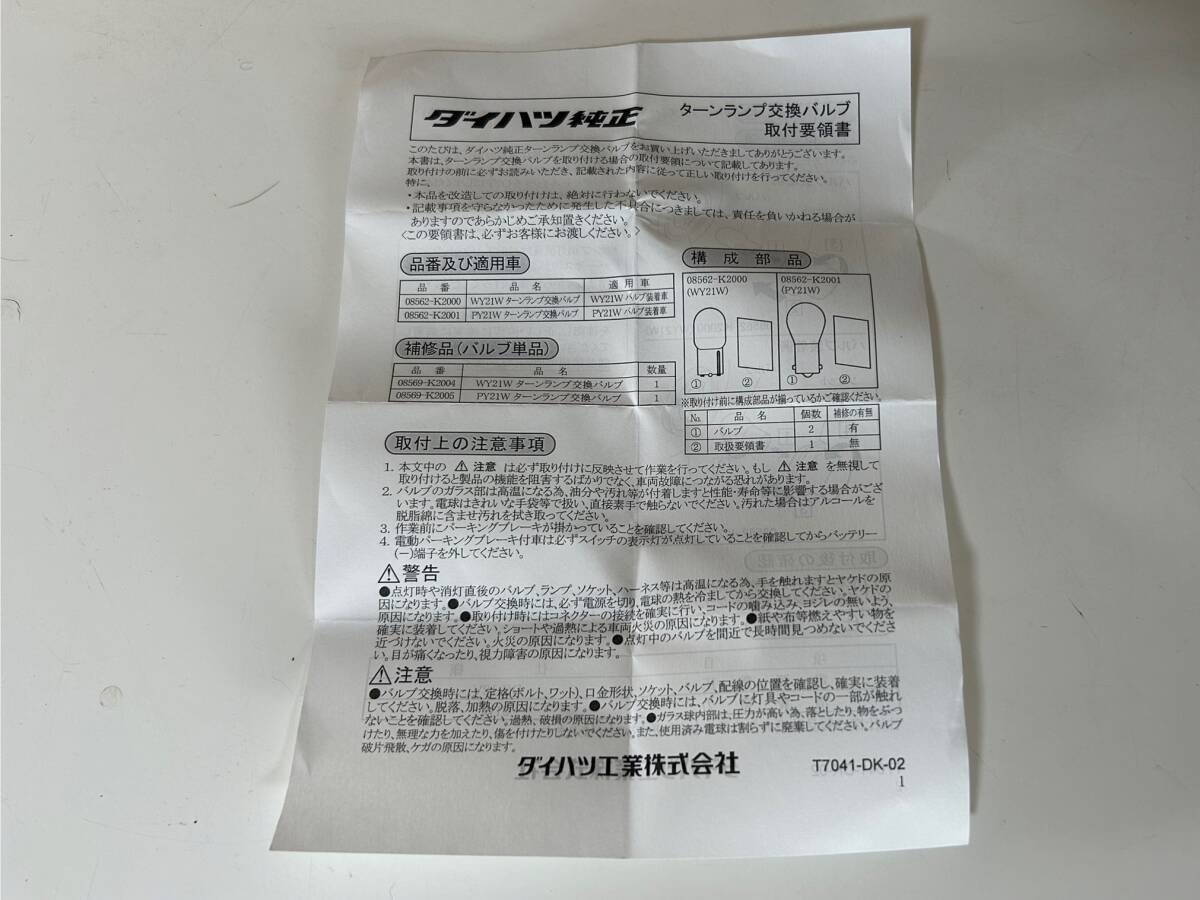 ダイハツ純正
ターンランプ交換バルブ
取付要領書
このたびは、ダイハツ純正ターンランプ交換バルブをお買い上げいただきましてありがとうございます。
本書は、ターンランプ交換バルブを取り付ける場合の取付要領について記載してあります。
取り付けの前に必ずお読みいただき、記載された内容に従って正しい取り付けを行ってください。
特に、
・本品を改造しての取り付けは、絶対に行わないでください。
・記載事項を守らなかったために発生した不具合につきましては、責任を負いかねる場合が
ありますのであらかじめご承知置きください。
〈この要領書は、必ずお客様にお渡しください。〉
品番及び適用車
品 番 品 名 適 用 車
08562-K2000 WY21W ターンランプ交換バルブ WY21W バルブ装着車
08562-K2001 PY21W ターンランプ交換バルブ PY21W バルブ装着車
補修品(バルブ単品)
品 番 品 名 数量
08569-K2004 WY21W ターンランプ交換バルブ 1
08569-K2005 PY21W ターンランプ交換バルブ 1
構 成 部 品
08562-K2000 08562-K2001
(WY21W) (PY21W)
① ② ① ②
※取り付け前に構成部品が揃っているかご確認ください。
No. 品 名 個数 補修の有無
① バルブ 2 有
② 取扱要領書 1 無
取付上の注意事項
1. 本文中の ⚠ 注意 は必ず取り付けに反映させて作業を行ってください。もし ⚠ 注意 を無視して
取り付けると製品の機能を阻害するばかりでなく、車両故障につながる恐れがあります。
2. バルブのガラス部は高温になる為、油分や汚れ等が付着しますと性能・寿命等に影響する場合がござ
います。電球はきれいな手袋等で扱い、直接素手で触らないでください。汚れた場合はアルコールを
脱脂綿に含ませ汚れを拭き取ってください。
3. 作業前にパーキングブレーキが掛かっていることを確認してください。
4. 電動パーキングブレーキ付車は必ずスイッチの表示灯が点灯していることを確認してからバッテリー
(−)端子を外してください。
⚠警告
●点灯時や消灯直後のバルブ、ランプ、ソケット、ハーネス等は高温になる為、手を触れますとヤケドの原
因になります。●バルブ交換時には、必ず電源を切り、電球の熱を冷ましてから交換してください。ヤケドの
原因になります。●取り付け時にはコネクターの接続を確実に行い、コードの噛み込み、ヨジレの無いよう、
確実に装着してください。ショートや過熱による車両火災の原因になります。●紙や布等燃えやすい物を
近づけないでください。火災の原因になります。●点灯中のバルブを間近で長時間見つめないでくださ
い。目が痛くなったり、視力障害の原因になります。
⚠注意
●バルブ交換時には、定格(ボルト、ワット)、口金形状、ソケット、バルブ、配線の位置を確認し、確実に装着
してください。脱落、加熱の原因になります。●バルブ交換時には、バルブに灯具やコードの一部が触れ
ないことを確認してください。過熱、破損の原因になります。●ガラス球内部は、圧力が高い為、落としたり、物をぶつ
けたり、無理な力を加えたり、傷を付けたりしないでください。また、使用済み電球は割らずに廃棄してください。バルブ
破片飛散、ケガの原因になります。
ダイハツ工業株式会社
T7041-DK-02
1